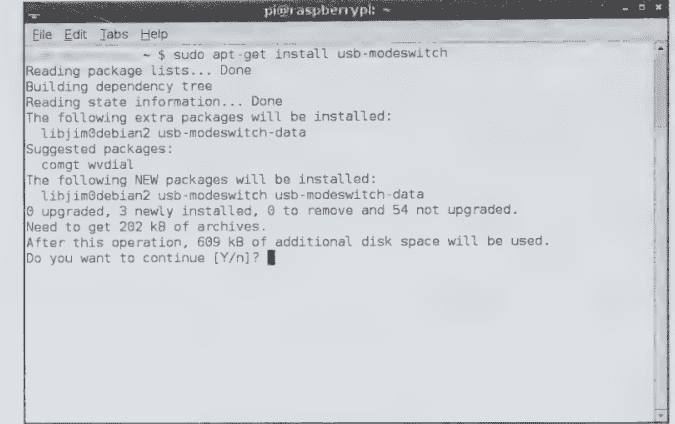 pi@raspberrypi: ~
File Edit Tabs Help
~ $ sudo apt-get install usb-modeswitch
Reading package lists... Done
Building dependency tree
Reading state information... Done
The following extra packages will be installed:
libjim0debian2 usb-modeswitch-data
Suggested packages:
comgt wvdial
The following NEW packages will be installed:
libjim0debian2 usb-modeswitch usb-modeswitch-data
0 upgraded, 3 newly installed, 0 to remove and 54 not upgraded.
Need to get 202 kB of archives.
After this operation, 609 kB of additional disk space will be used.
Do you want to continue [Y/n]?